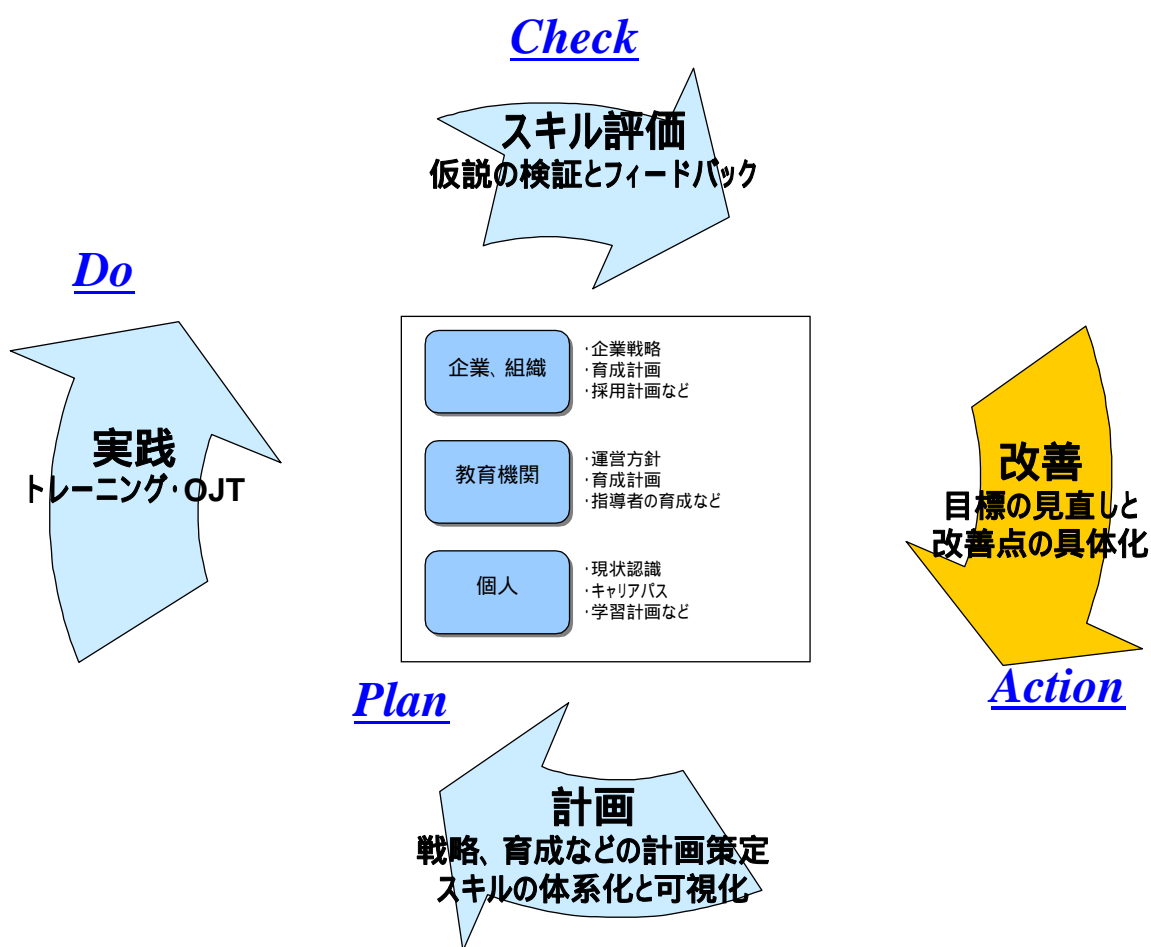 Check
スキル評価
仮説の検証とフィードバック
Do
実践
トレーニング・OJT
企業、組織
・企業戦略
・育成計画
・採用計画など
教育機関
・運営方針
・育成計画
・指導者の育成など
個人
・現状認識
・キャリアパス
・学習計画など
改善
目標の見直しと
改善点の具体化
Action
Plan
計画
戦略、育成などの計画策定
スキルの体系化と可視化